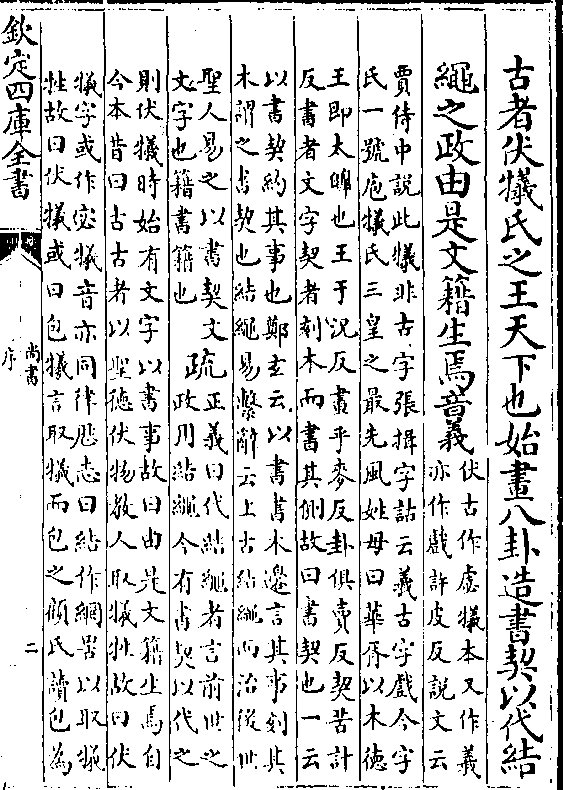 古者伏犧氏之王天下也始畫八卦造書契以代結
繩之政由是文籍生焉音義
伏古作虙犧本又作羲
亦作戲許皮反說文云
賈侍中說此犧非古字張揖字詁云羲古字戲今字
氏一號庖犧氏三皇之最先風姓母曰華胥以木德
王即太皥也王于況反畫乎麥反卦俱賣反契苦計
反書者文字契者刻木而書其側故曰書契也一云
以書契約其事也鄭玄云以書書木邊言其事刻其
木謂之書契也結繩易繫辭云上古結繩而治後世
聖人易之以書契文
文字也籍書籍也
疏
正義曰代結繩者言前世之
政用結繩今有書契以代之
則伏犧時始有文字以書事故曰由是文籍生焉自
今本昔曰古古者以聖德伏物教人取犧牲故曰伏
犧字或作宓犧音亦同律厯志曰結作網罟以取犧
牲故曰伏犧或曰包犧言取犧而包之顧氏讀包為
欽定四庫全書
尚書
序
二